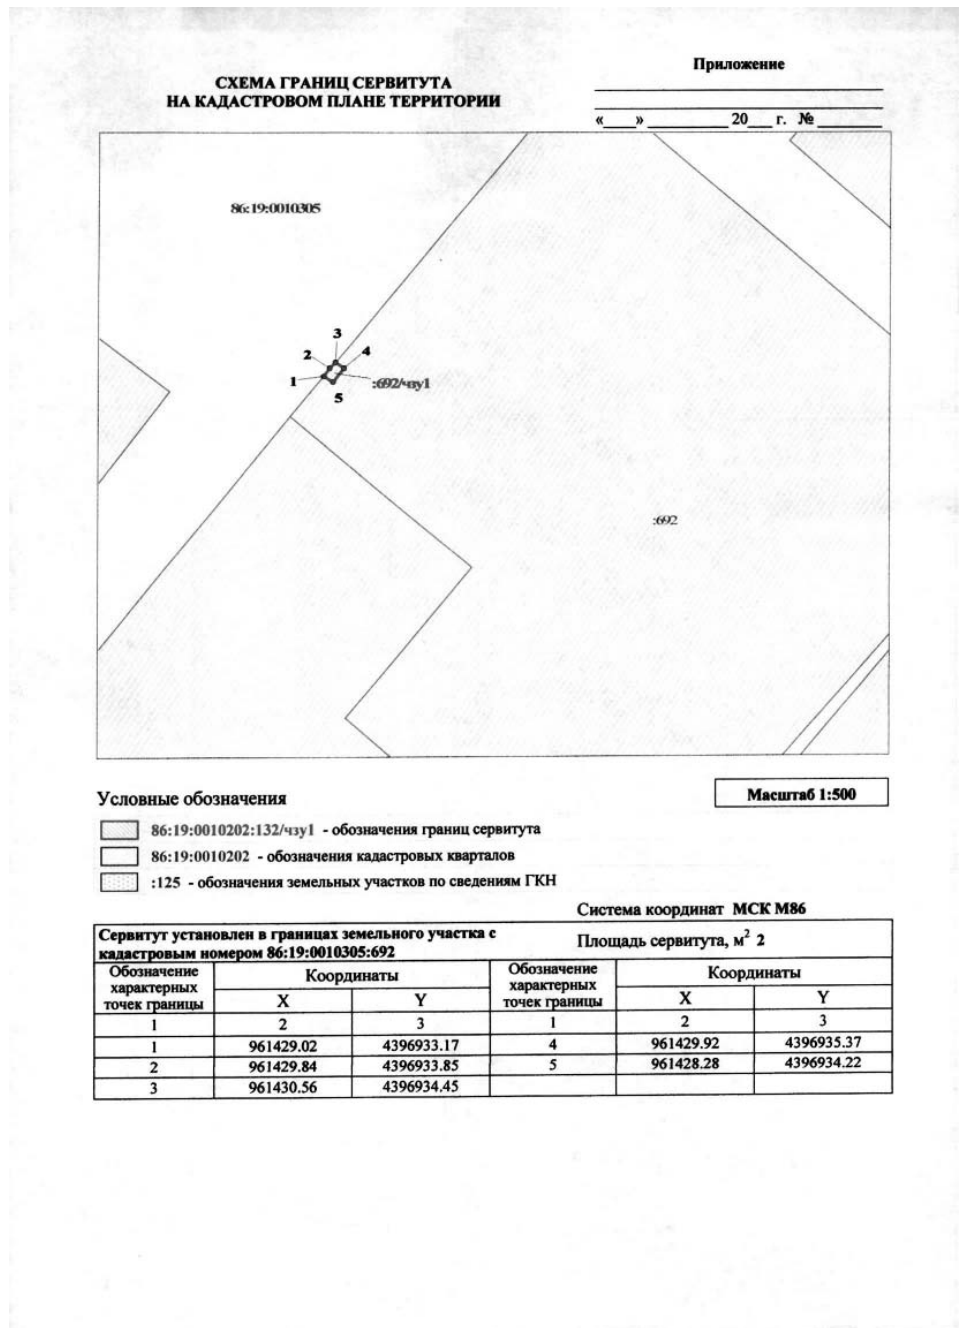 Приложение
СХЕМА ГРАНИЦ СЕРВИТУТА
НА КАДАСТРОВОМ ПЛАНЕ ТЕРРИТОРИИ
«___» ________ 20__ г. № ______
86:19:0010305
3
2
4
1
:692/чзу1
5
:692
Условные обозначения
Масштаб 1:500
86:19:0010202:132/чзу1 - обозначения границ сервитута
86:19:0010202 - обозначения кадастровых кварталов
:125 - обозначения земельных участков по сведениям ГКН
Система координат МСК М86
Сервитут установлен в границах земельного участка с
кадастровым номером 86:19:0010305:692
Площадь сервитута, м² 2
Обозначение характерных точек границы Координаты Обозначение характерных точек границы Координаты
X Y X Y
1 2 3 1 2 3
1 961429.02 4396933.17 4 961429.92 4396935.37
2 961429.84 4396933.85 5 961428.28 4396934.22
3 961430.56 4396934.45